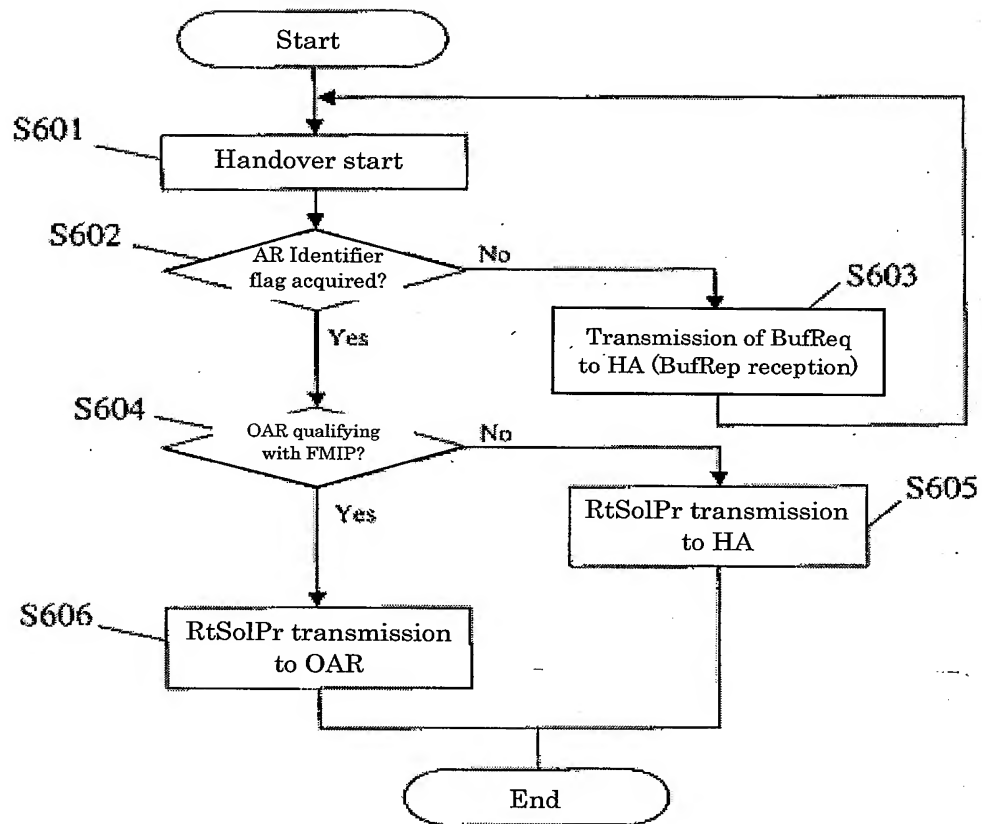 Start
S601
Handover start
S602
AR Identifier
flag acquired?
No
S603
Transmission of BufReq
to HA (BufRep reception)
Yes
S604
OAR qualifying
with FMIP?
No
S605
RtSolPr transmission
to HA
Yes
S606
RtSolPr transmission
to OAR
End